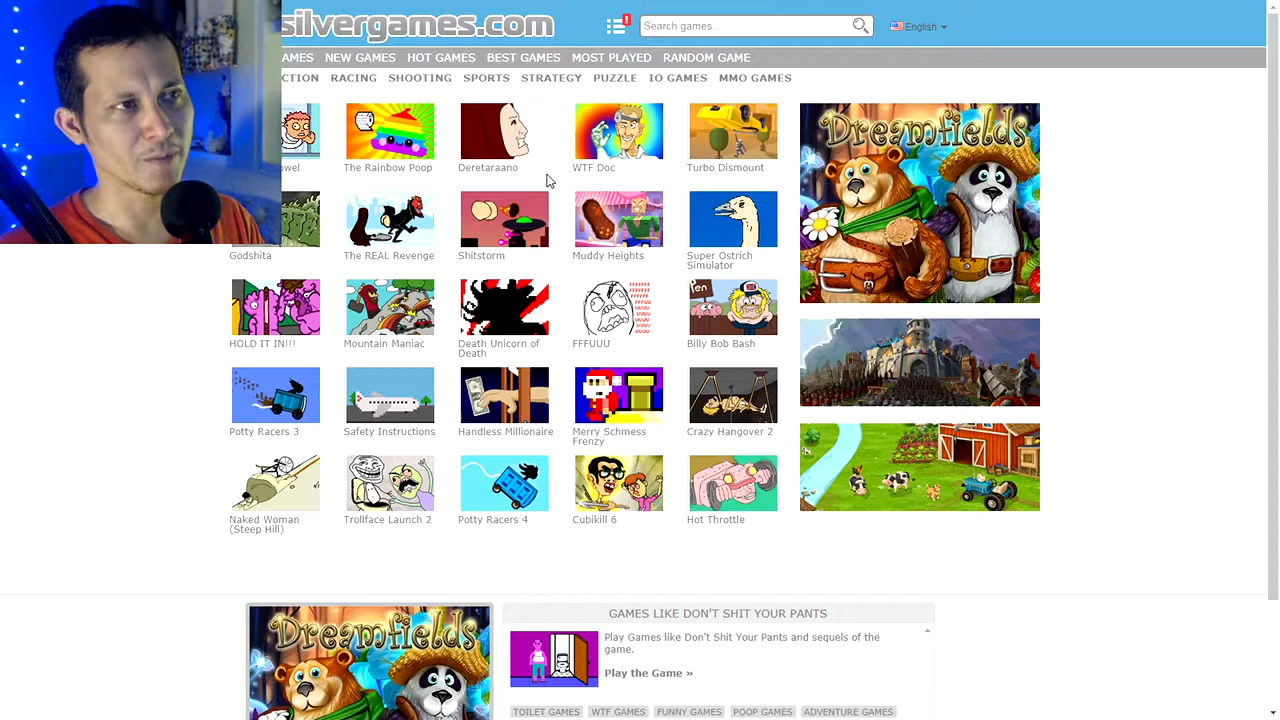 silvergames.com
!
Search games...
English
AMES NEW GAMES HOT GAMES BEST GAMES MOST PLAYED RANDOM GAME
CTION RACING SHOOTING SPORTS STRATEGY PUZZLE IO GAMES MMO GAMES
owel
The Rainbow Poop
Deretaraano
WTF Doc
Turbo Dismount
Dreamfields
Godshita
The REAL Revenge
Shitstorm
Muddy Heights
Super Ostrich
Simulator
Pen
HOLD IT IN!!!
Mountain Maniac
Death Unicorn of
Death
FFFUUU
Billy Bob Bash
Potty Racers 3
Safety Instructions
Handless Millionaire
Merry Schmess
Frenzy
Crazy Hangover 2
Naked Woman
(Steep Hill)
Trollface Launch 2
Potty Racers 4
Cubikill 6
Hot Throttle
Dreamfields
GAMES LIKE DON'T SHIT YOUR PANTS
Play Games like Don't Shit Your Pants and sequels of the
game.
Play the Game »
TOILET GAMES WTF GAMES FUNNY GAMES POOP GAMES ADVENTURE GAMES